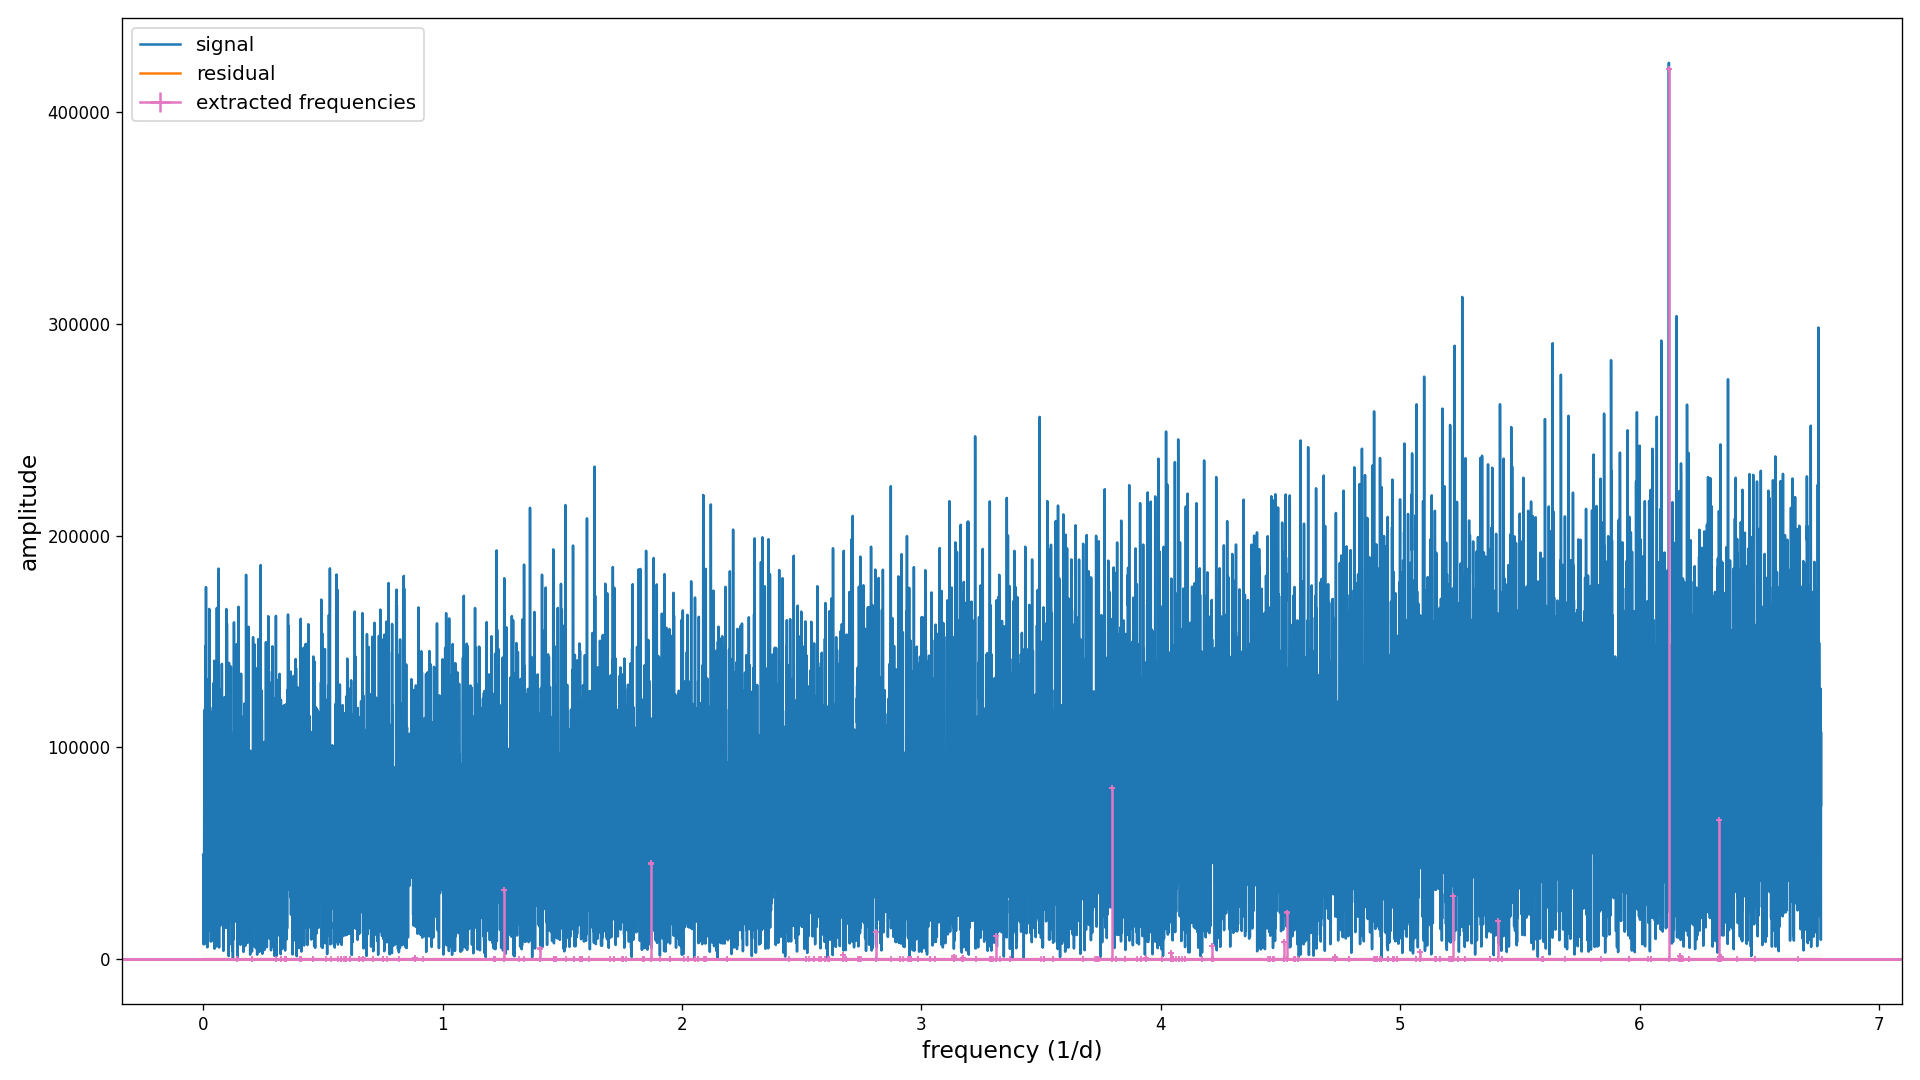 signal
residual
extracted frequencies
400000
300000
200000
100000
0
amplitude
0 1 2 3 4 5 6 7
frequency (1/d)